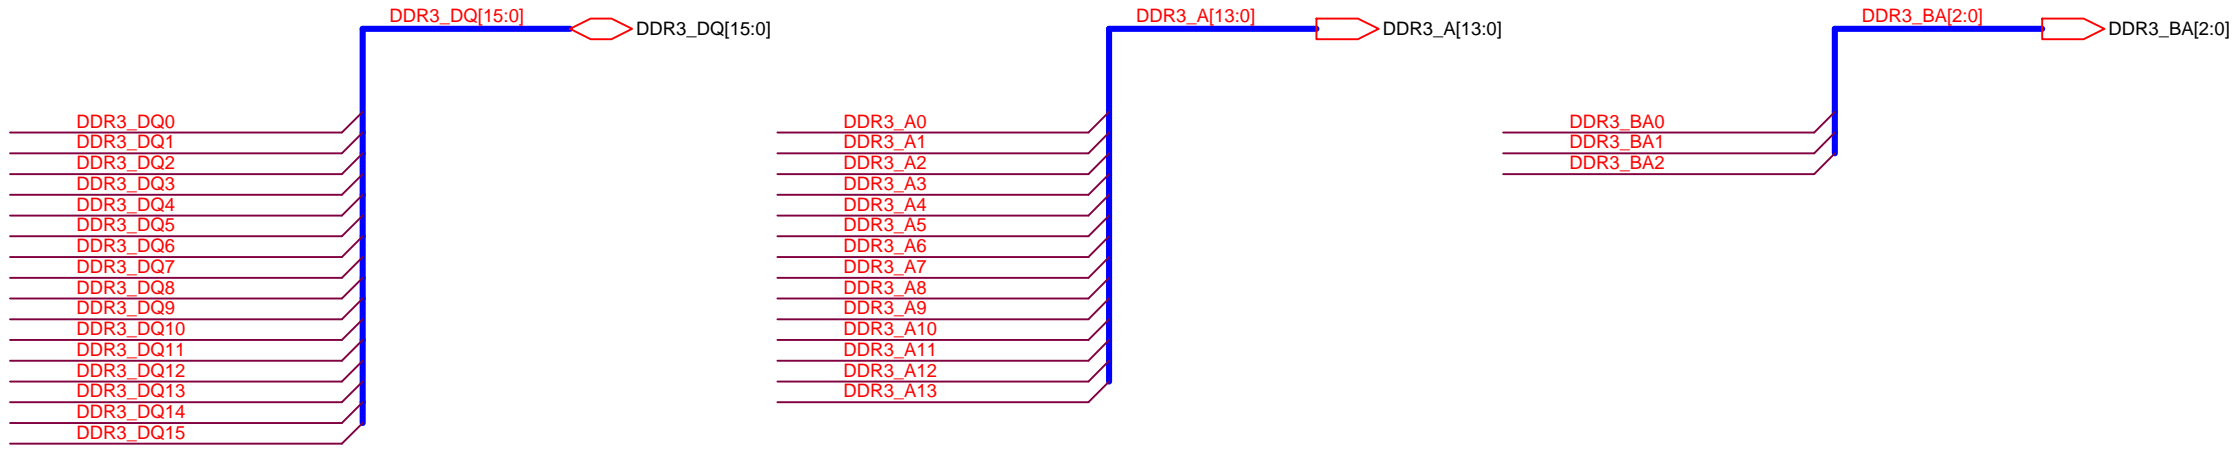 DDR3_DQ[15:0]
DDR3_DQ[15:0]
DDR3_DQ0
DDR3_DQ1
DDR3_DQ2
DDR3_DQ3
DDR3_DQ4
DDR3_DQ5
DDR3_DQ6
DDR3_DQ7
DDR3_DQ8
DDR3_DQ9
DDR3_DQ10
DDR3_DQ11
DDR3_DQ12
DDR3_DQ13
DDR3_DQ14
DDR3_DQ15
DDR3_A[13:0]
DDR3_A[13:0]
DDR3_A0
DDR3_A1
DDR3_A2
DDR3_A3
DDR3_A4
DDR3_A5
DDR3_A6
DDR3_A7
DDR3_A8
DDR3_A9
DDR3_A10
DDR3_A11
DDR3_A12
DDR3_A13
DDR3_BA[2:0]
DDR3_BA[2:0]
DDR3_BA0
DDR3_BA1
DDR3_BA2